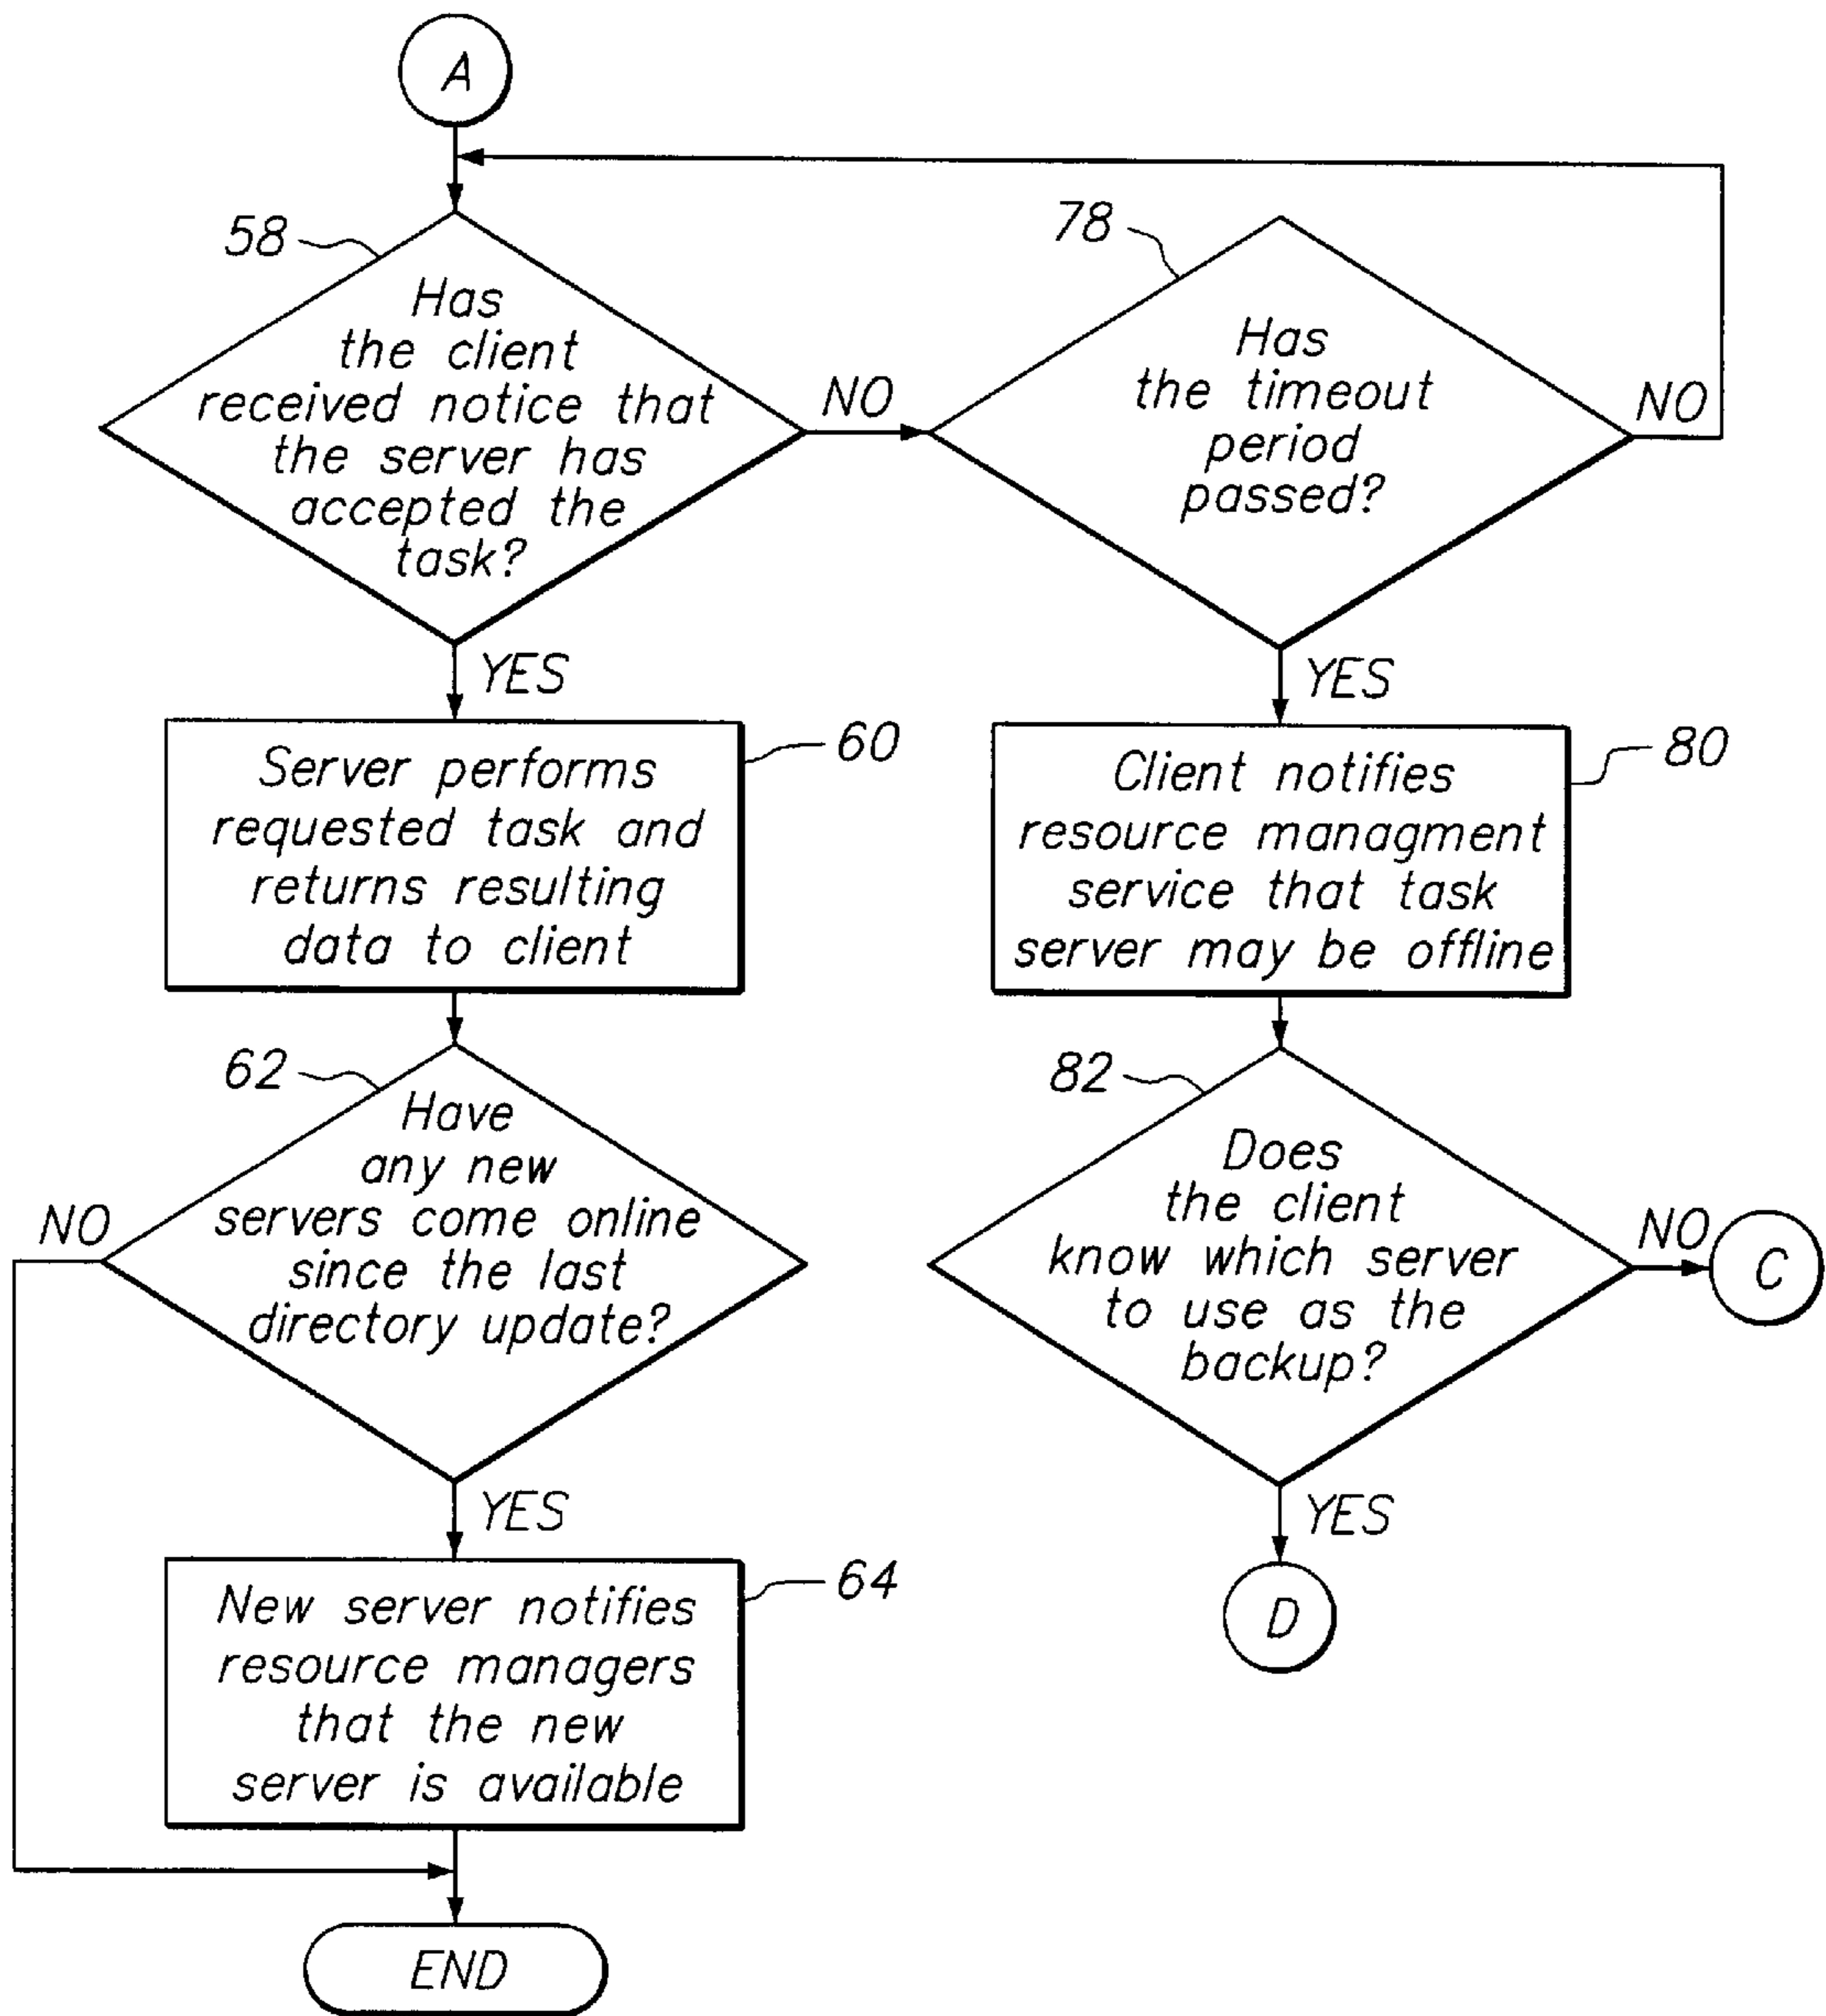 A
58
Has
the client
received notice that
the server has
accepted the
task?
NO
78
Has
the timeout
period
passed?
NO
YES
YES
Server performs
requested task and
returns resulting
data to client
60
Client notifies
resource managment
service that task
server may be offline
80
62
Have
any new
servers come online
since the last
directory update?
NO
82
Does
the client
know which server
to use as the
backup?
NO
C
YES
YES
New server notifies
resource managers
that the new
server is available
64
D
END